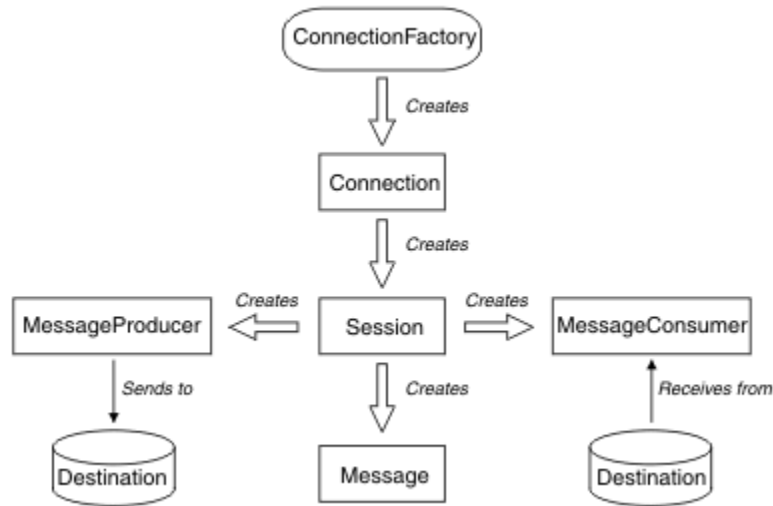 ConnectionFactory
Creates
Connection
Creates
Creates
Creates
MessageProducer
Session
MessageConsumer
Sends to
Creates
Receives from
Destination
Message
Destination